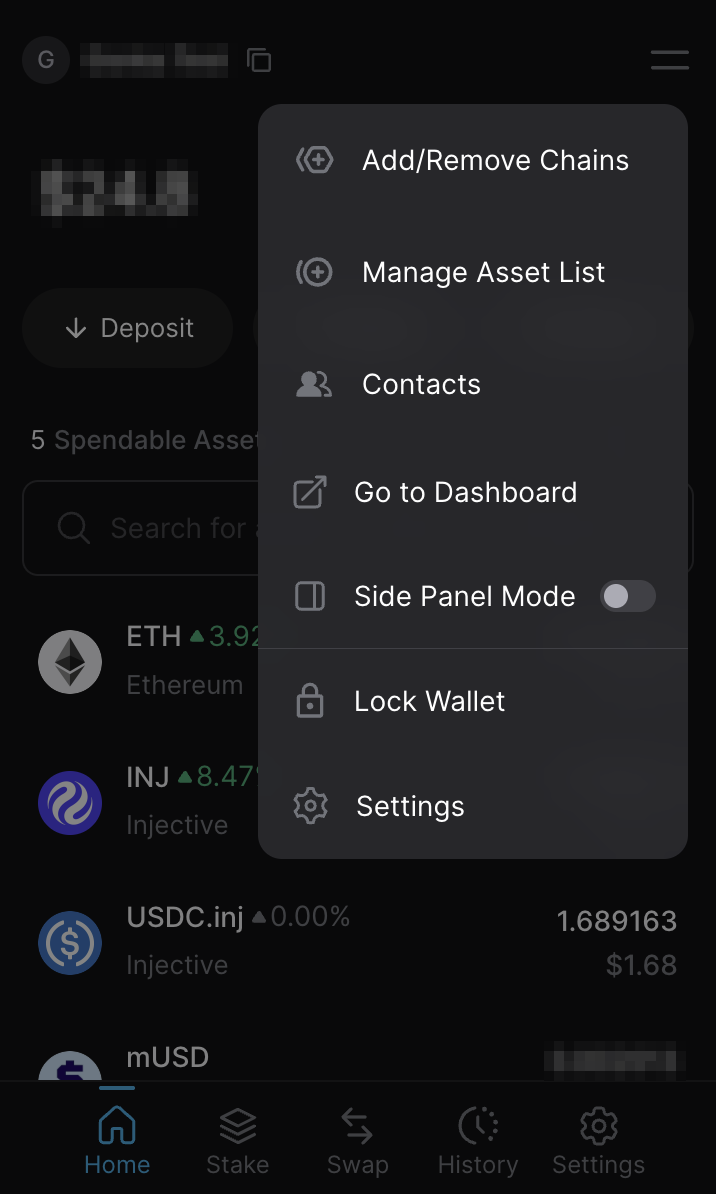 G
Add/Remove Chains
Manage Asset List
Deposit
Contacts
5 Spendable Asset
Go to Dashboard
Search for
Side Panel Mode
ETH 3.92
Ethereum
Lock Wallet
INJ 8.47
Injective
Settings
USDC.inj 0.00% 1.689163
Injective $1.68
mUSD
Home Stake Swap History Settings